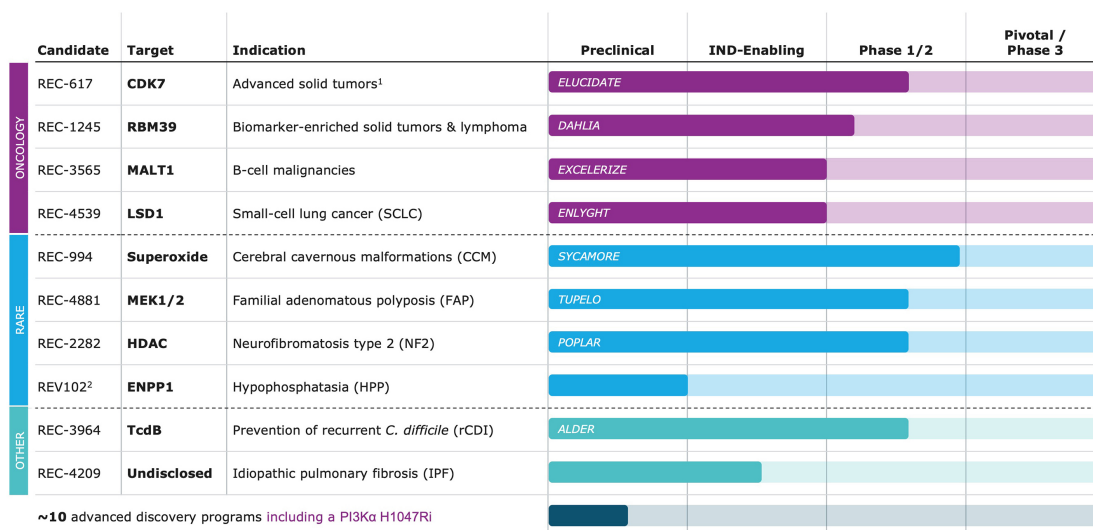 Candidate Target Indication Preclinical IND-Enabling Phase 1/2 Pivotal / Phase 3
ONCOLOGY
REC-617 CDK7 Advanced solid tumors¹ ELUCIDATE
REC-1245 RBM39 Biomarker-enriched solid tumors & lymphoma DAHLIA
REC-3565 MALT1 B-cell malignancies EXCELERIZE
REC-4539 LSD1 Small-cell lung cancer (SCLC) ENLYGHT
RARE
REC-994 Superoxide Cerebral cavernous malformations (CCM) SYCAMORE
REC-4881 MEK1/2 Familial adenomatous polyposis (FAP) TUPELO
REC-2282 HDAC Neurofibromatosis type 2 (NF2) POPLAR
REV102² ENPP1 Hypophosphatasia (HPP)
OTHER
REC-3964 TcdB Prevention of recurrent C. difficile (rCDI) ALDER
REC-4209 Undisclosed Idiopathic pulmonary fibrosis (IPF)
~10 advanced discovery programs including a PI3Kα H1047Ri